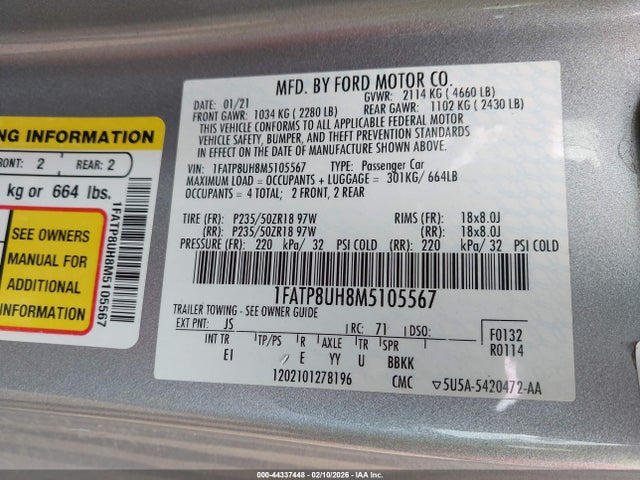 NG INFORMATION
RONT: 2 REAR: 2
kg or 664 lbs.
SEE OWNERS
MANUAL FOR
ADDITIONAL
INFORMATION
1FATP8UH8M5105567
MFD. BY FORD MOTOR CO.
DATE: 01/21 GVWR: 2114 KG ( 4660 LB)
FRONT GAWR: 1034 KG ( 2280 LB) REAR GAWR: 1102 KG ( 2430 LB)
THIS VEHICLE CONFORMS TO ALL APPLICABLE FEDERAL MOTOR
VEHICLE SAFETY, BUMPER, AND THEFT PREVENTION STANDARDS
IN EFFECT ON THE DATE OF MANUFACTURE SHOWN ABOVE.
VIN: 1FATP8UH8M5105567 TYPE: Passenger Car
MAXIMUM LOAD = OCCUPANTS + LUGGAGE = 301KG/ 664LB
OCCUPANTS = 4 TOTAL; 2 FRONT, 2 REAR
TIRE (FR): P235/50ZR18 97W RIMS (FR): 18x8.0J
(RR): P235/50ZR18 97W (RR): 18x8.0J
PRESSURE (FR): 220 kPa/ 32 PSI COLD (RR): 220 kPa/ 32 PSI COLD
1FATP8UH8M5105567
TRAILER TOWING - SEE OWNER GUIDE
EXT PNT: JS RC: 71 DSO: F0132
R0114
INT TR TP/PS R AXLE TR SPR
EI E YY U BBKK
1202101278196 CMC 5U5A-5420472-AA
000-44337448 - 02/10/2026 - IAA Inc.